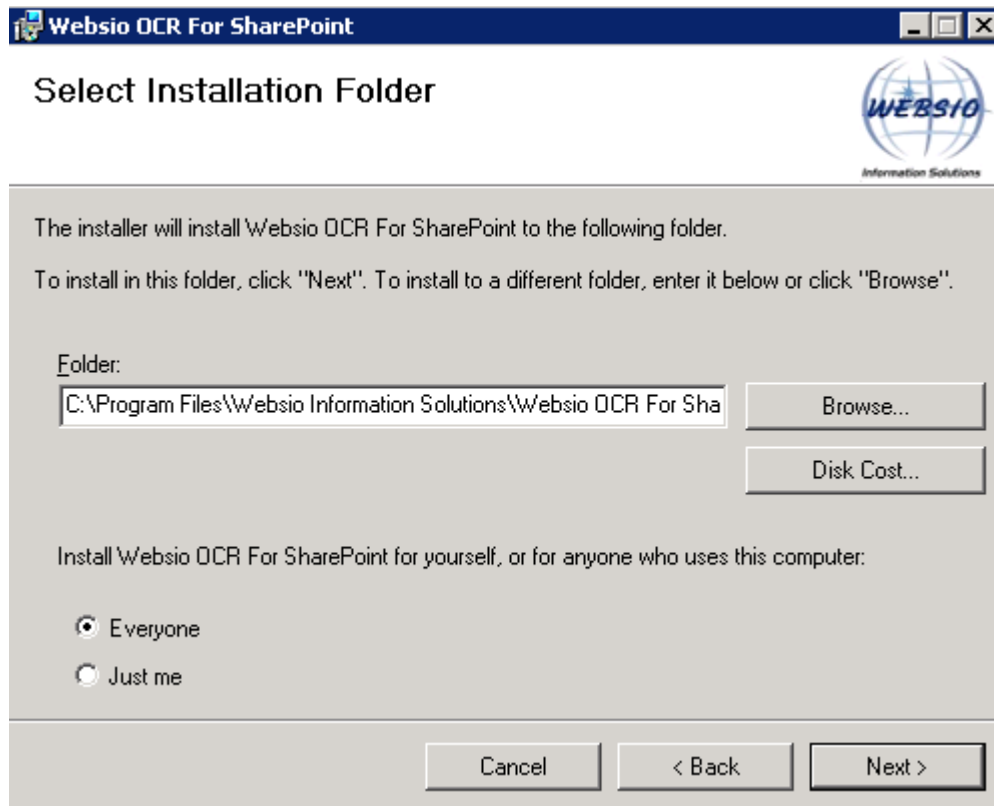 Websio OCR For SharePoint
Select Installation Folder
WEBSIO
Information Solutions
The installer will install Websio OCR For SharePoint to the following folder.
To install in this folder, click "Next". To install to a different folder, enter it below or click "Browse".
Folder:
C:\Program Files\Websio Information Solutions\Websio OCR For Sha
Browse...
Disk Cost...
Install Websio OCR For SharePoint for yourself, or for anyone who uses this computer:
Everyone
Just me
Cancel
< Back
Next >